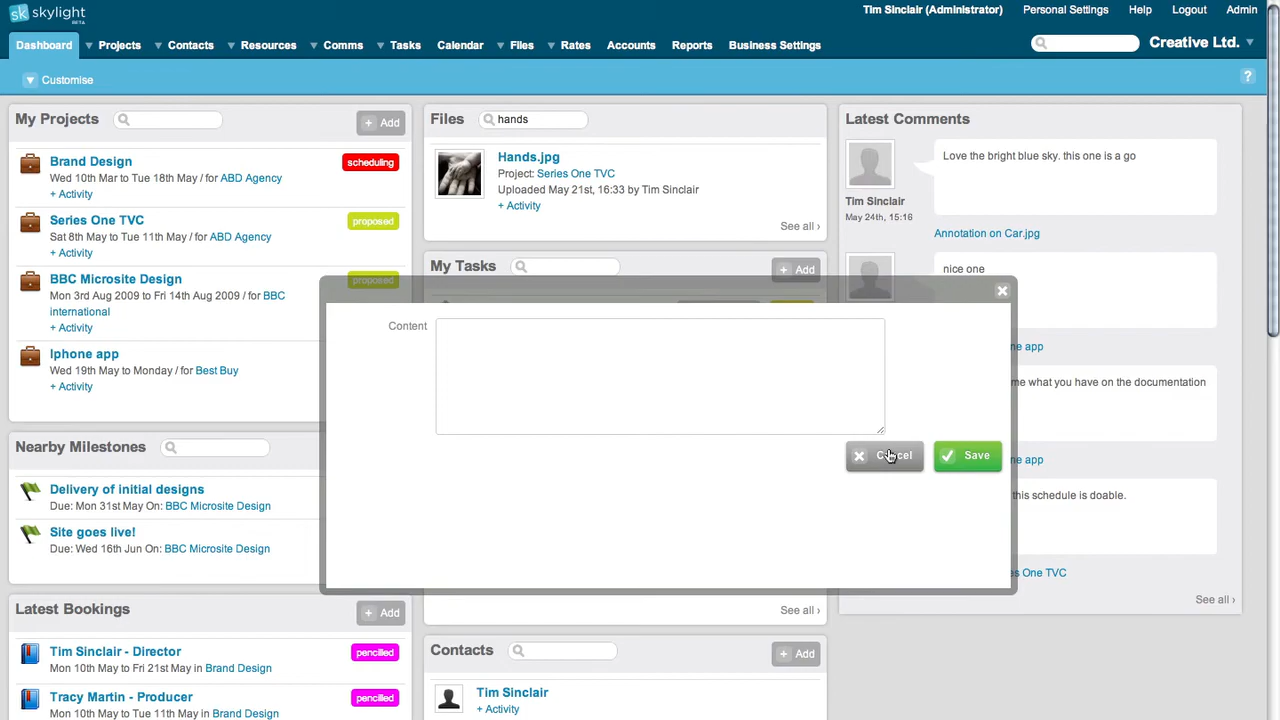 sk skylight
BETA
Tim Sinclair (Administrator) Personal Settings Help Logout Admin
Dashboard Projects Contacts Resources Comms Tasks Calendar Files Rates Accounts Reports Business Settings
Creative Ltd.
Customise
?
My Projects
+ Add
Brand Design
scheduling
Wed 10th Mar to Tue 18th May / for ABD Agency
+ Activity
Series One TVC
proposed
Sat 8th May to Tue 11th May / for ABD Agency
+ Activity
BBC Microsite Design
proposed
Mon 3rd Aug 2009 to Fri 14th Aug 2009 / for BBC
international
+ Activity
Iphone app
Wed 19th May to Monday / for Best Buy
+ Activity
Nearby Milestones
Delivery of initial designs
Due: Mon 31st May On: BBC Microsite Design
Site goes live!
Due: Wed 16th Jun On: BBC Microsite Design
Latest Bookings
+ Add
Tim Sinclair - Director
pencilled
Mon 10th May to Fri 21st May in Brand Design
Tracy Martin - Producer
pencilled
Mon 10th May to Tue 11th May in Brand Design
Files
hands
Hands.jpg
Project: Series One TVC
Uploaded May 21st, 16:33 by Tim Sinclair
+ Activity
See all ›
My Tasks
+ Add
Content
Cancel
Save
See all ›
Contacts
+ Add
Tim Sinclair
+ Activity
Latest Comments
Love the bright blue sky. this one is a go
Tim Sinclair
May 24th, 15:16
Annotation on Car.jpg
nice one
ne app
me what you have on the documentation
ne app
this schedule is doable.
es One TVC
See all ›